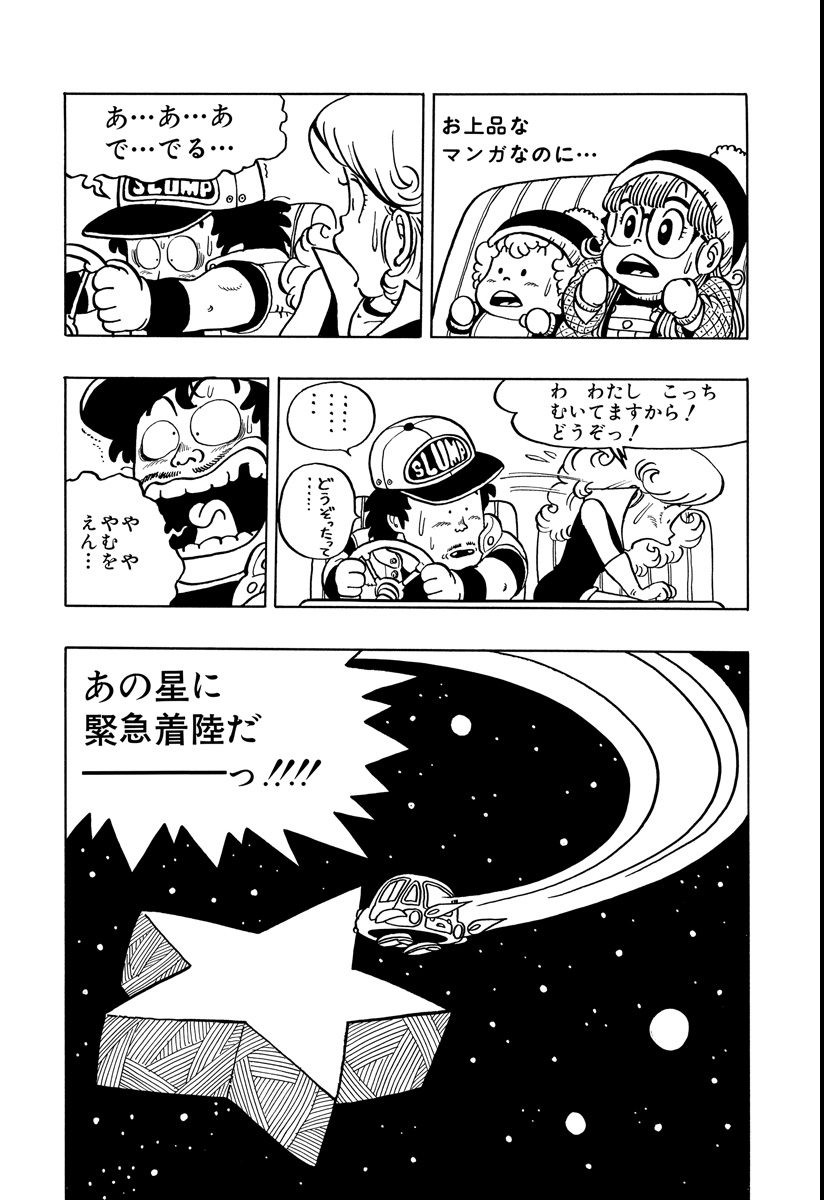 お上品な
マンガなのに…
あ…あ…あ
で…でる…
SLUMP
わ わたし こっち
むいてますから!
どうぞっ!
………
………
SLUMP
どうぞったって
……
や や
やむを
えん…
あの星に
緊急着陸だ
――――っ!!!!